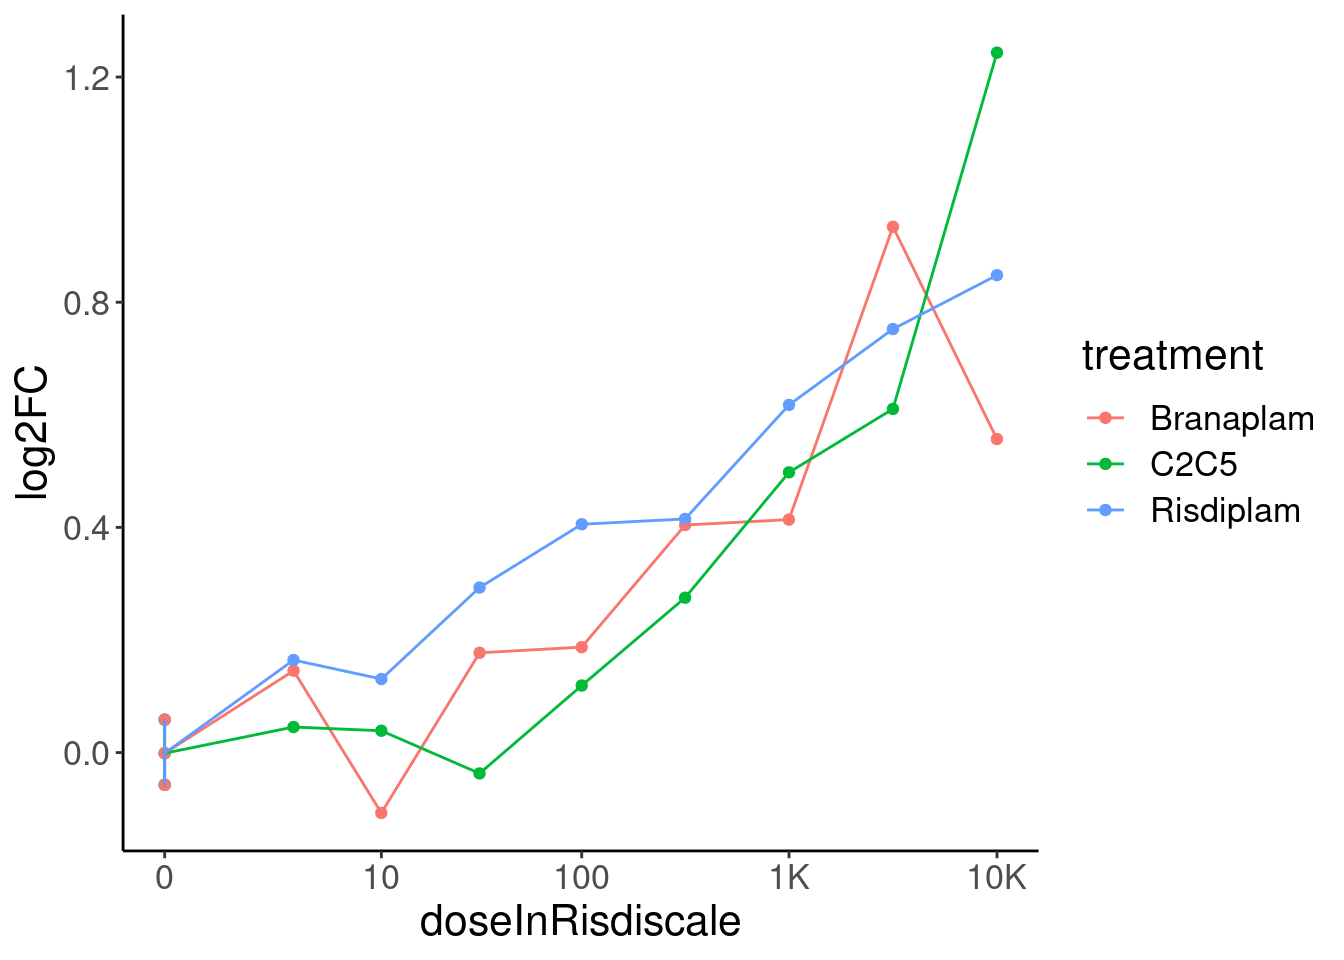 log2FC
1.2
0.8
0.4
0.0
0 10 100 1K 10K
doseInRisdiscale
treatment
Branaplam
C2C5
Risdiplam